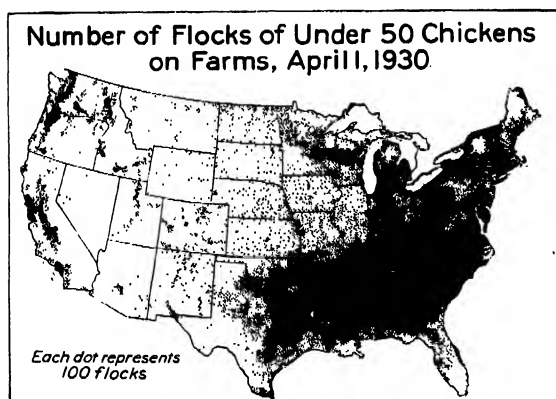 Number of Flocks of Under 50 Chickens
on Farms, April 1, 1930
Each dot represents
100 flocks